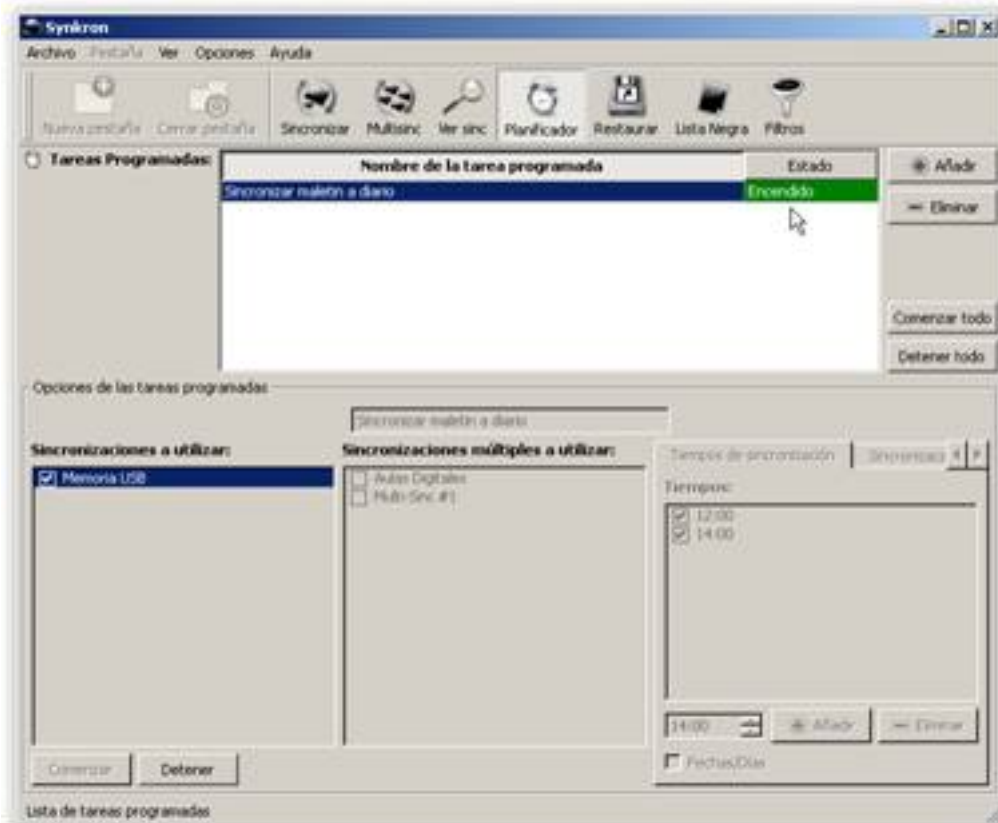 Synkron
Archivo Pestaña Ver Opciones Ayuda
Nueva pestaña Cerrar pestaña Sincronizar Multisinc Ver sinc Planificador Restaurar Lista Negra Filtros
Tareas Programadas:
Nombre de la tarea programada Estado
Sincronizar maletin a diario Encendido
Añadir
Eliminar
Comenzar todo
Detener todo
Opciones de las tareas programadas
Sincronizar maletin a diario
Sincronizaciones a utilizar:
Memoria USB
Sincronizaciones múltiples a utilizar:
Aulas Digitales
Multi-Sinc #1
Tiempos de sincronización
Tiempos:
12:00
14:00
14:00 Añadir Eliminar
Fechas/Días
Comenzar Detener
Lista de tareas programadas